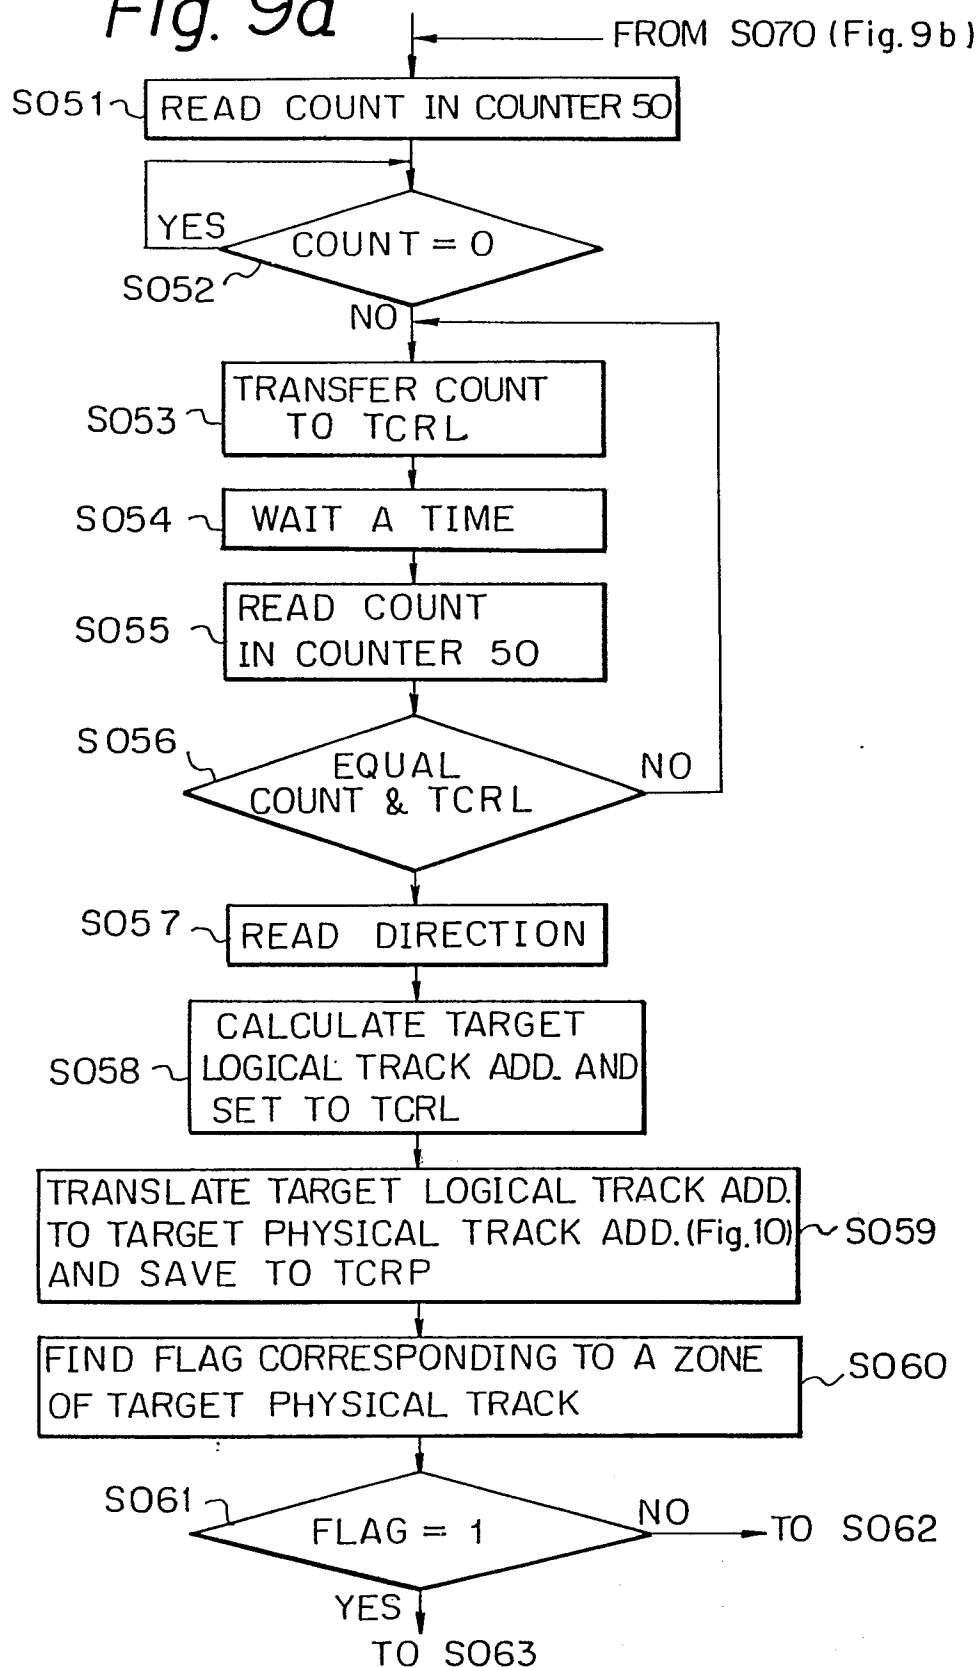 Fig. 9a
FROM S070 (Fig. 9b)
S051
READ COUNT IN COUNTER 50
YES
COUNT = 0
S052
NO
TRANSFER COUNT
TO TCRL
S053
S054
WAIT A TIME
READ COUNT
IN COUNTER 50
S055
S056
EQUAL
COUNT & TCRL
NO
S057
READ DIRECTION
CALCULATE TARGET
LOGICAL TRACK ADD. AND
SET TO TCRL
S058
TRANSLATE TARGET LOGICAL TRACK ADD.
TO TARGET PHYSICAL TRACK ADD. (Fig. 10)
AND SAVE TO TCRP
S059
FIND FLAG CORRESPONDING TO A ZONE
OF TARGET PHYSICAL TRACK
S060
S061
FLAG = 1
NO
TO S062
YES
TO S063